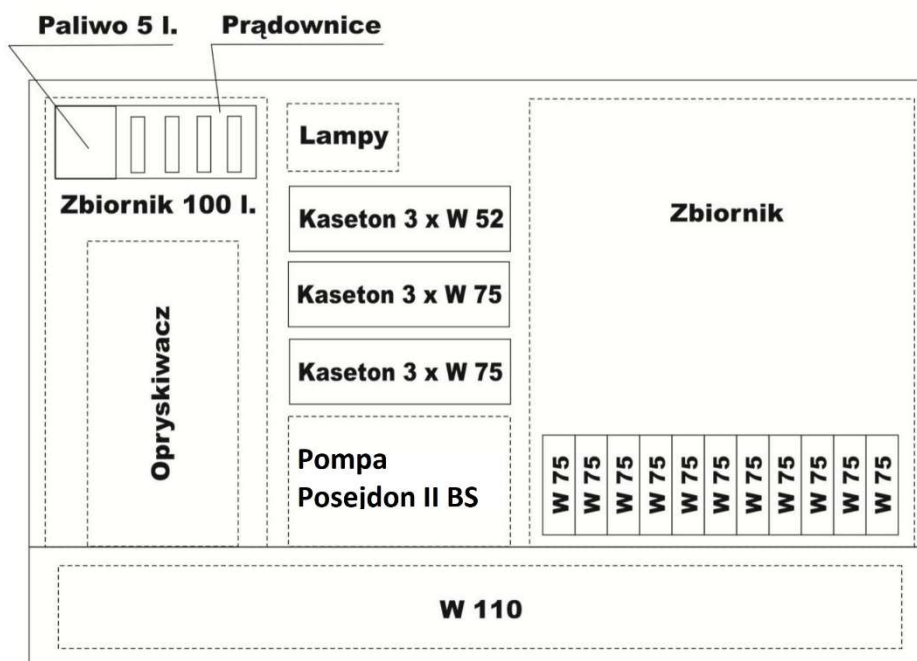 Paliwo 5 l.
Prądownice
Lampy
Zbiornik 100 l.
Kaseton 3 x W 52
Zbiornik
Kaseton 3 x W 75
Kaseton 3 x W 75
Opryskiwacz
Pompa
Posejdon II BS
W 75
W 75
W 75
W 75
W 75
W 75
W 75
W 75
W 75
W 75
W 75
W 110